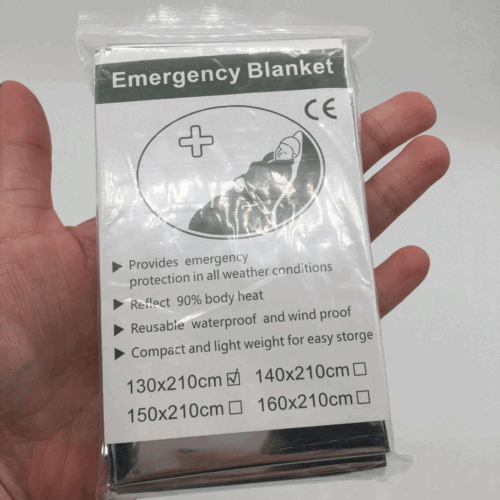 Emergency Blanket
CE
Provides emergency
protection in all weather conditions
Reflect 90% body heat
Reusable waterproof and wind proof
Compact and light weight for easy storge
130x210cm ☑ 140x210cm ☐
150x210cm ☐ 160x210cm ☐